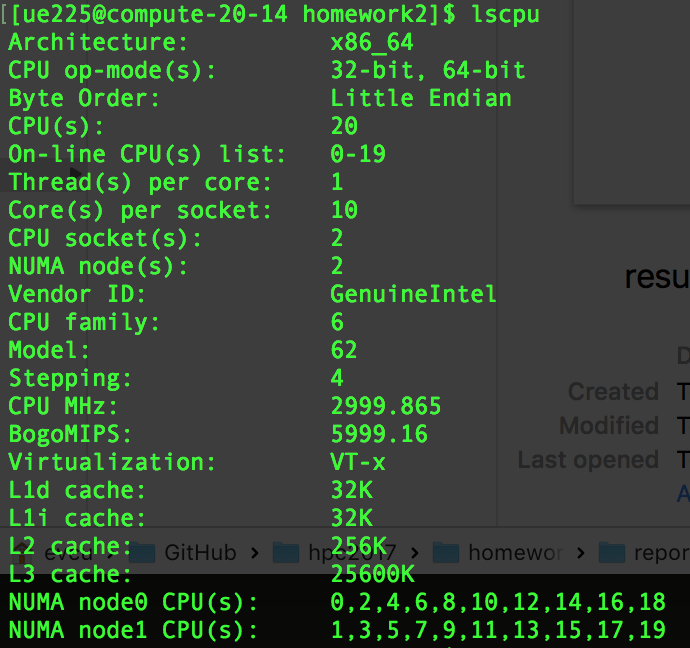 [[ue225@compute-20-14 homework2]$ lscpu
Architecture: x86_64
CPU op-mode(s): 32-bit, 64-bit
Byte Order: Little Endian
CPU(s): 20
On-line CPU(s) list: 0-19
Thread(s) per core: 1
Core(s) per socket: 10
CPU socket(s): 2
NUMA node(s): 2
resu
Vendor ID: GenuineIntel
CPU family: 6
Model: 62
D
Stepping: 4
Created T
CPU MHz: 2999.865
Modified T
BogoMIPS: 5999.16
Last opened T
Virtualization: VT-x
A
L1d cache: 32K
L1i cache: 32K
L2 cache: 256K
GitHub › hpc2017 › homewor › repor
L3 cache: 25600K
NUMA node0 CPU(s): 0,2,4,6,8,10,12,14,16,18
NUMA node1 CPU(s): 1,3,5,7,9,11,13,15,17,19